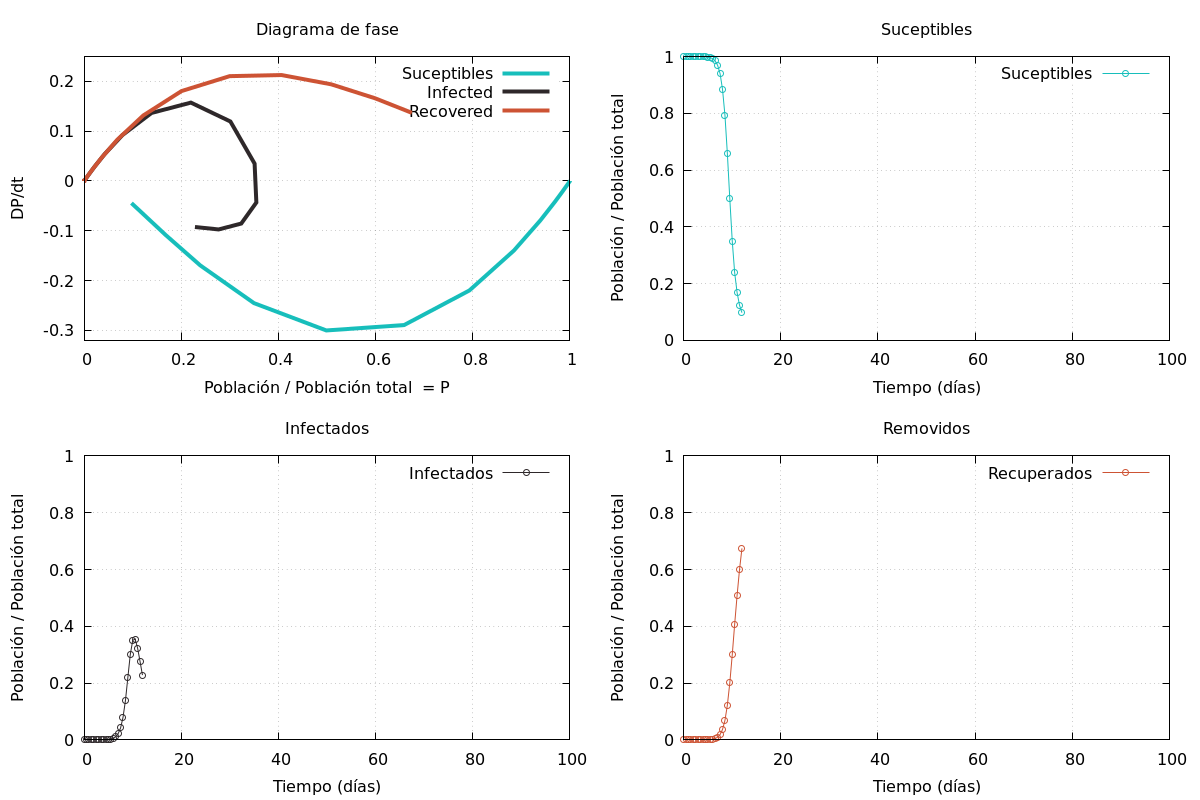 Diagrama de fase
Suceptibles
Infected
Recovered
0.2
0.1
0
-0.1
-0.2
-0.3
DP/dt
0 0.2 0.4 0.6 0.8 1
Población / Población total = P
Suceptibles
Suceptibles
1
0.8
0.6
0.4
0.2
0
Población / Población total
0 20 40 60 80 100
Tiempo (días)
Infectados
Infectados
1
0.8
0.6
0.4
0.2
0
Población / Población total
0 20 40 60 80 100
Tiempo (días)
Removidos
Recuperados
1
0.8
0.6
0.4
0.2
0
Población / Población total
0 20 40 60 80 100
Tiempo (días)